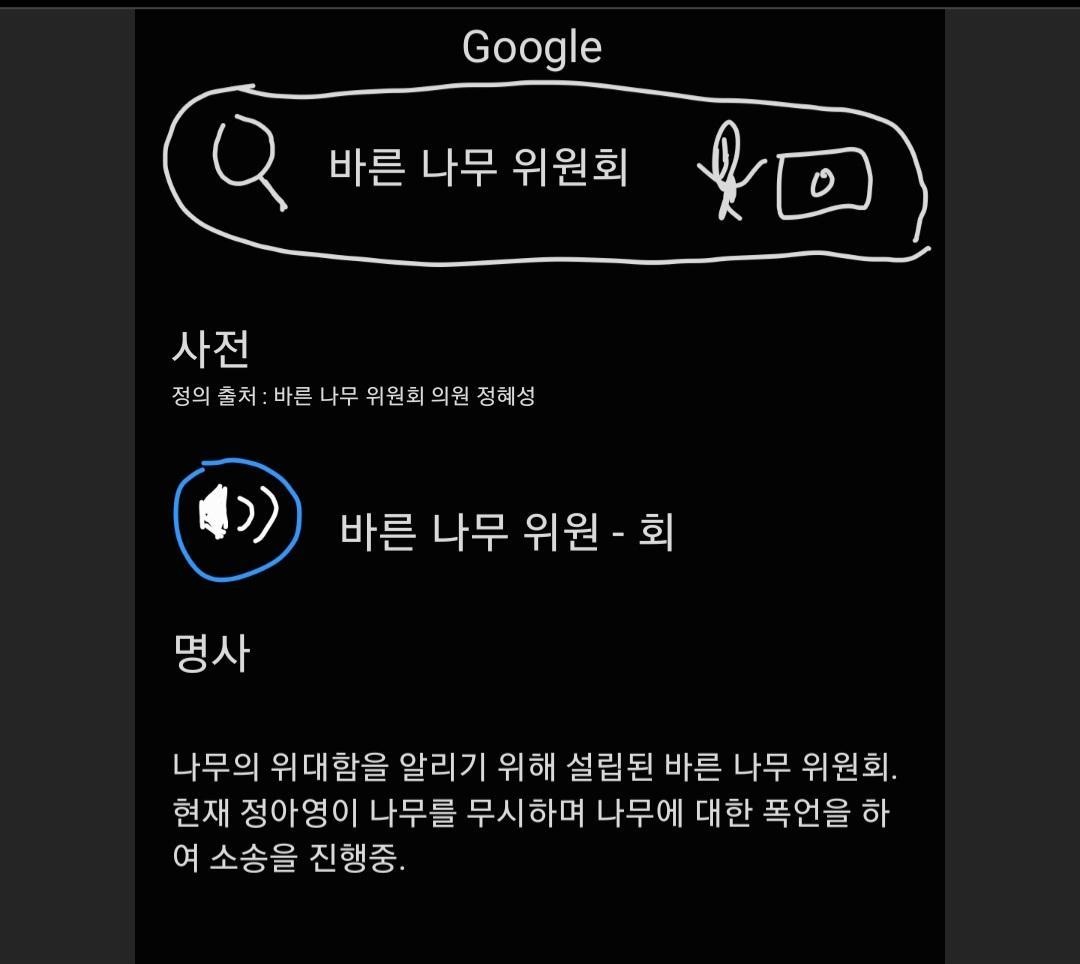 Google
바른 나무 위원회
사전
정의 출처 : 바른 나무 위원회 의원 정혜성
바른 나무 위원 - 회
명사
나무의 위대함을 알리기 위해 설립된 바른 나무 위원회.
현재 정아영이 나무를 무시하며 나무에 대한 폭언을 하
여 소송을 진행중.